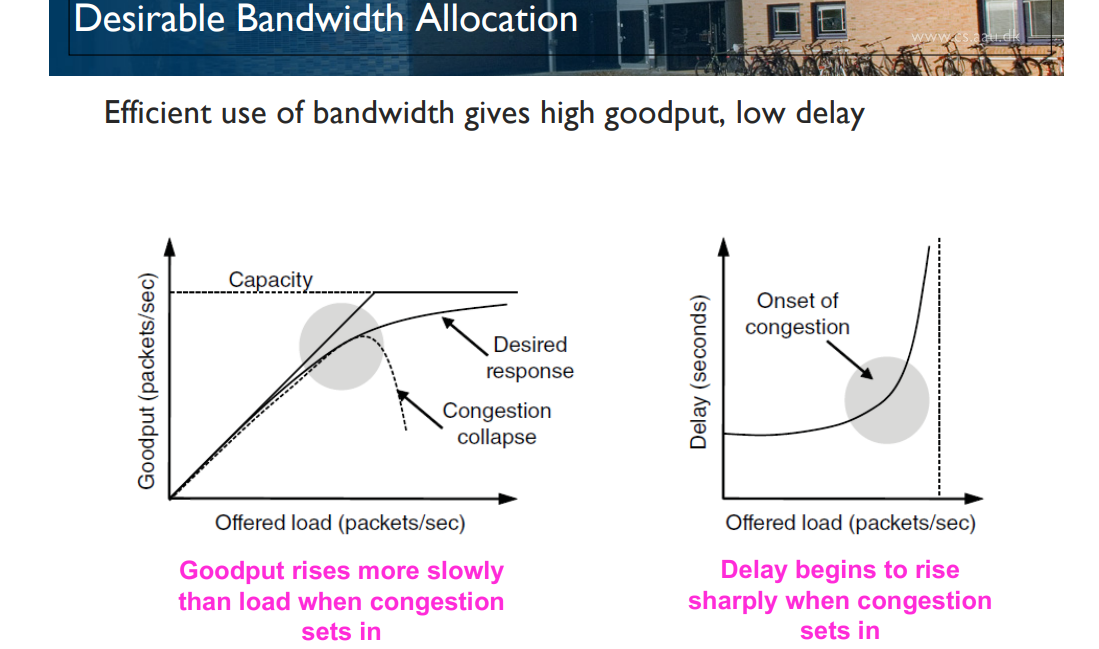 Desirable Bandwidth Allocation
www.cs.aau.dk
Efficient use of bandwidth gives high goodput, low delay
Goodput (packets/sec)
Capacity
Desired
response
Congestion
collapse
Offered load (packets/sec)
Goodput rises more slowly
than load when congestion
sets in
Delay (seconds)
Onset of
congestion
Offered load (packets/sec)
Delay begins to rise
sharply when congestion
sets in